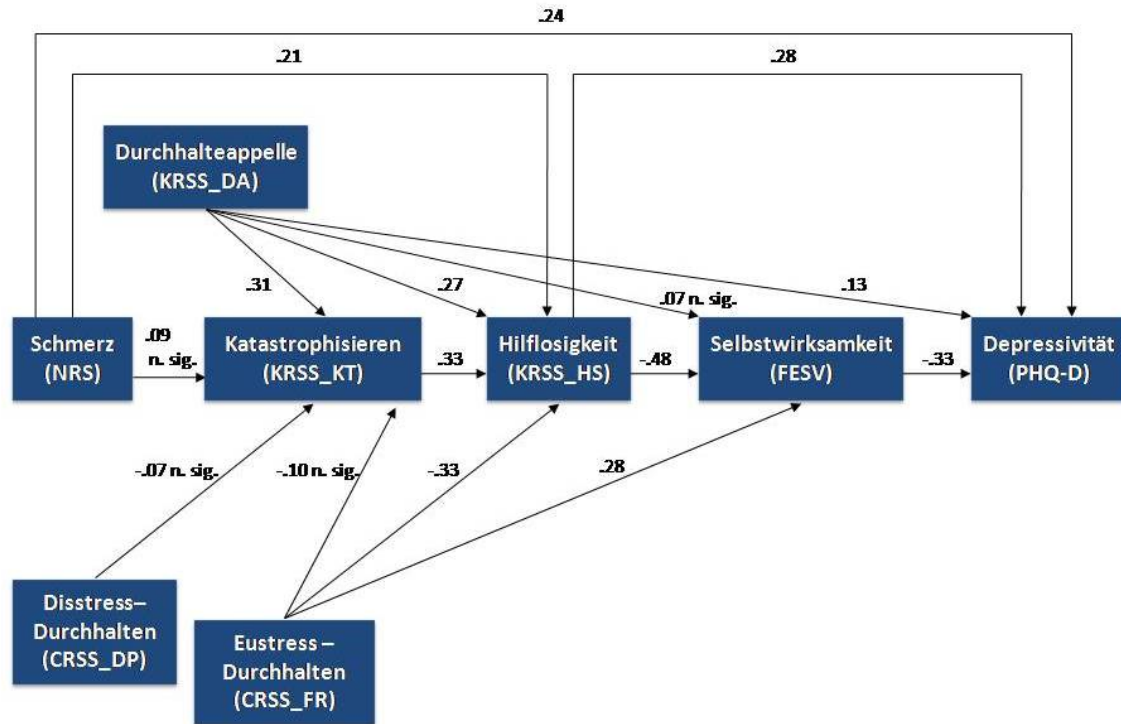 .24
.21
.28
Durchhalteappelle
(KRSS_DA)
.31
.27
.07 n. sig.
.13
Schmerz
(NRS)
.09
n. sig.
Katastrophisieren
(KRSS_KT)
.33
Hilflosigkeit
(KRSS_HS)
-.48
Selbstwirksamkeit
(FESV)
-.33
Depressivität
(PHQ-D)
-.07 n. sig.
-.10 n. sig.
-.33
.28
Disstress–
Durchhalten
(CRSS_DP)
Eustress –
Durchhalten
(CRSS_FR)